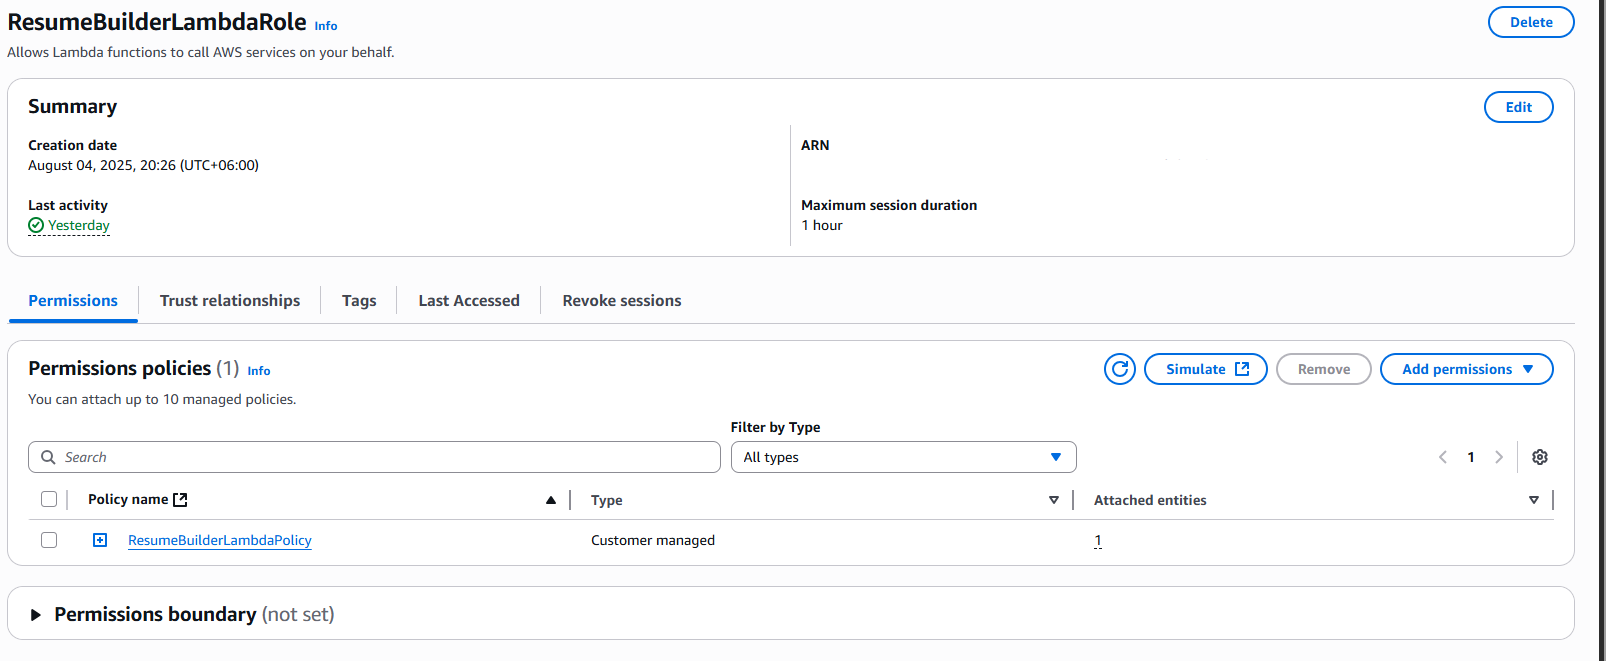 ResumeBuilderLambdaRole Info
Delete
Allows Lambda functions to call AWS services on your behalf.
Summary
Edit
Creation date
August 04, 2025, 20:26 (UTC+06:00)
ARN
Last activity
Yesterday
Maximum session duration
1 hour
Permissions
Trust relationships
Tags
Last Accessed
Revoke sessions
Permissions policies (1) Info
Simulate
Remove
Add permissions
You can attach up to 10 managed policies.
Filter by Type
Search
All types
1
Policy name
Type
Attached entities
ResumeBuilderLambdaPolicy
Customer managed
1
Permissions boundary (not set)